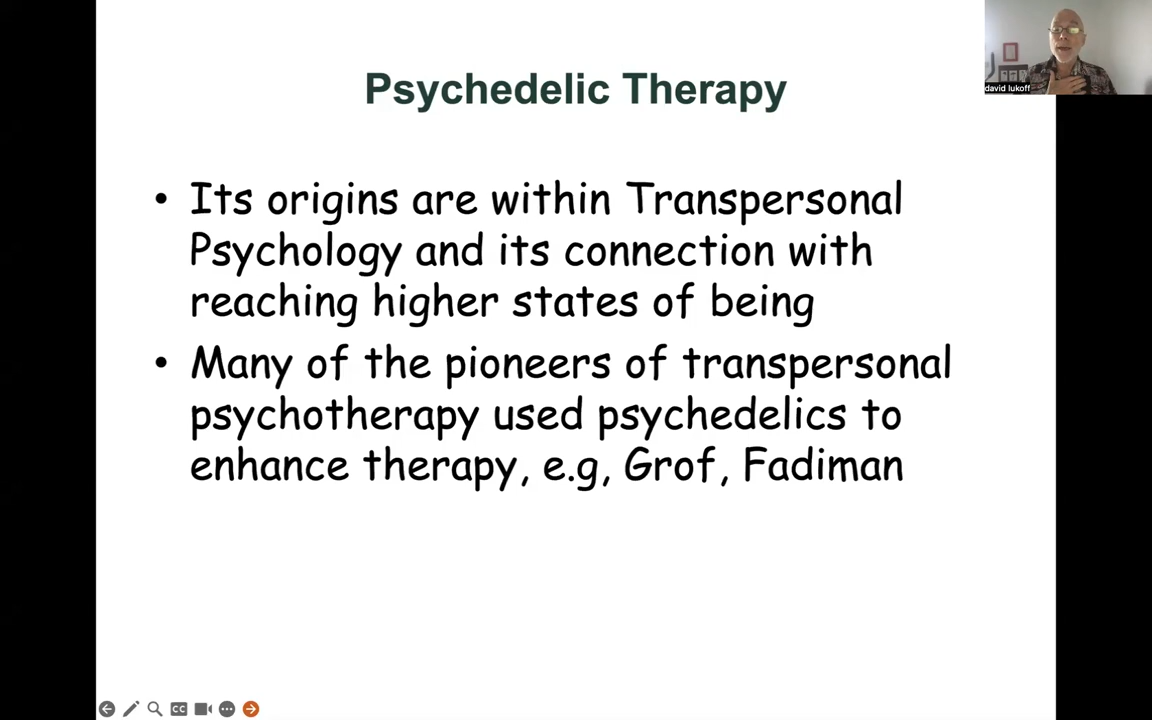 Psychedelic Therapy
david lukoff
• Its origins are within Transpersonal
Psychology and its connection with
reaching higher states of being
• Many of the pioneers of transpersonal
psychotherapy used psychedelics to
enhance therapy, e.g, Grof, Fadiman
CC